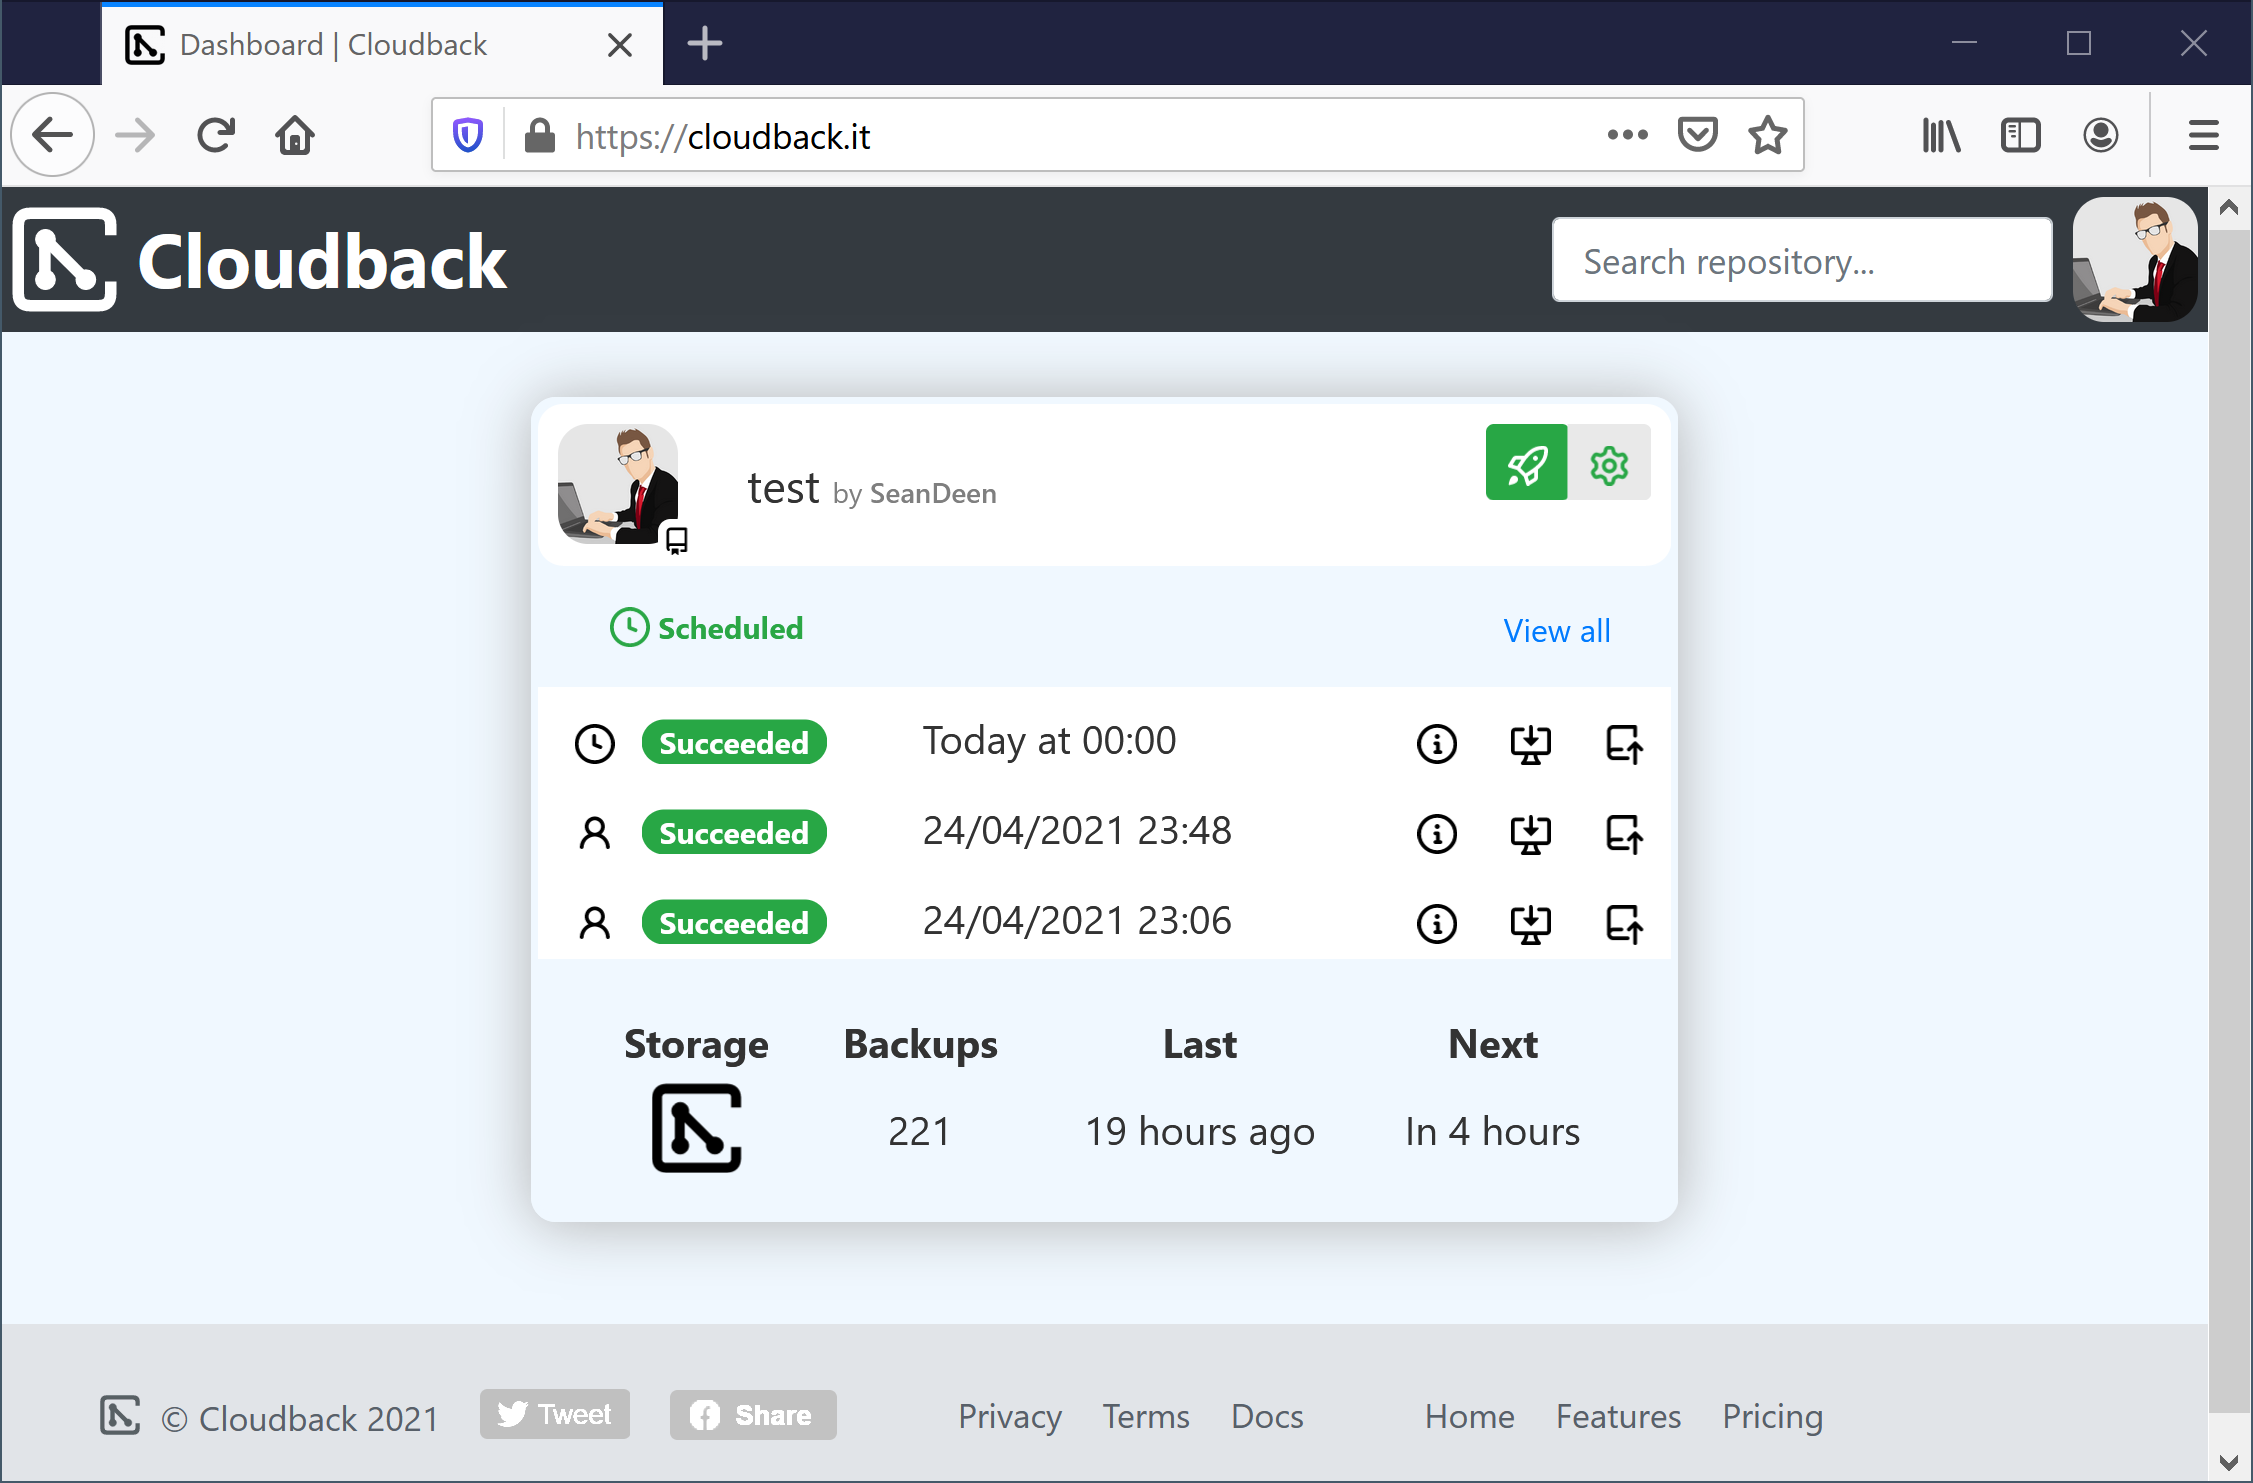 Dashboard | Cloudback
https://cloudback.it
Cloudback
Search repository...
test by SeanDeen
Scheduled
View all
Succeeded Today at 00:00
Succeeded 24/04/2021 23:48
Succeeded 24/04/2021 23:06
Storage Backups Last Next
221 19 hours ago In 4 hours
© Cloudback 2021 Tweet Share Privacy Terms Docs Home Features Pricing